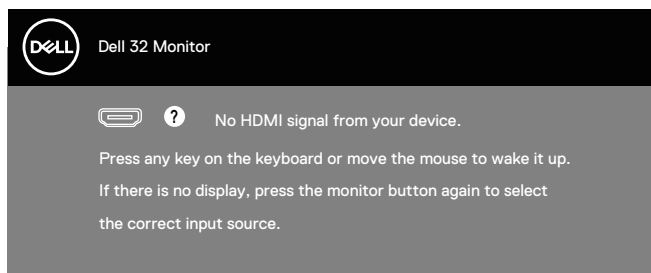 DELL
Dell 32 Monitor
? No HDMI signal from your device.
Press any key on the keyboard or move the mouse to wake it up.
If there is no display, press the monitor button again to select
the correct input source.